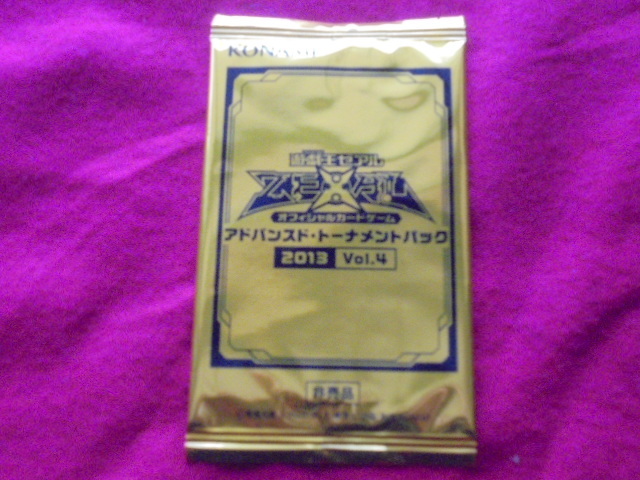 KONAMI
遊戯王ゼアル
ZEXAL
オフィシャルカードゲーム
アドバンスド・トーナメントパック
2013 Vol.4
非売品